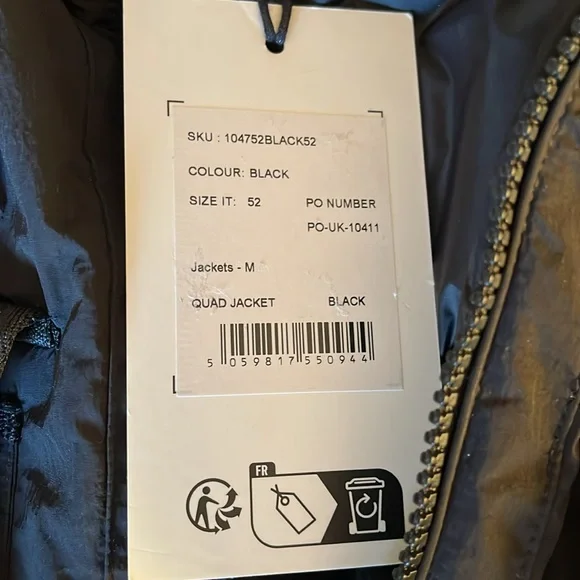 SKU : 104752BLACK52
COLOUR: BLACK
SIZE IT: 52 PO NUMBER
PO-UK-10411
Jackets - M
QUAD JACKET BLACK
5 059817 550944
FR